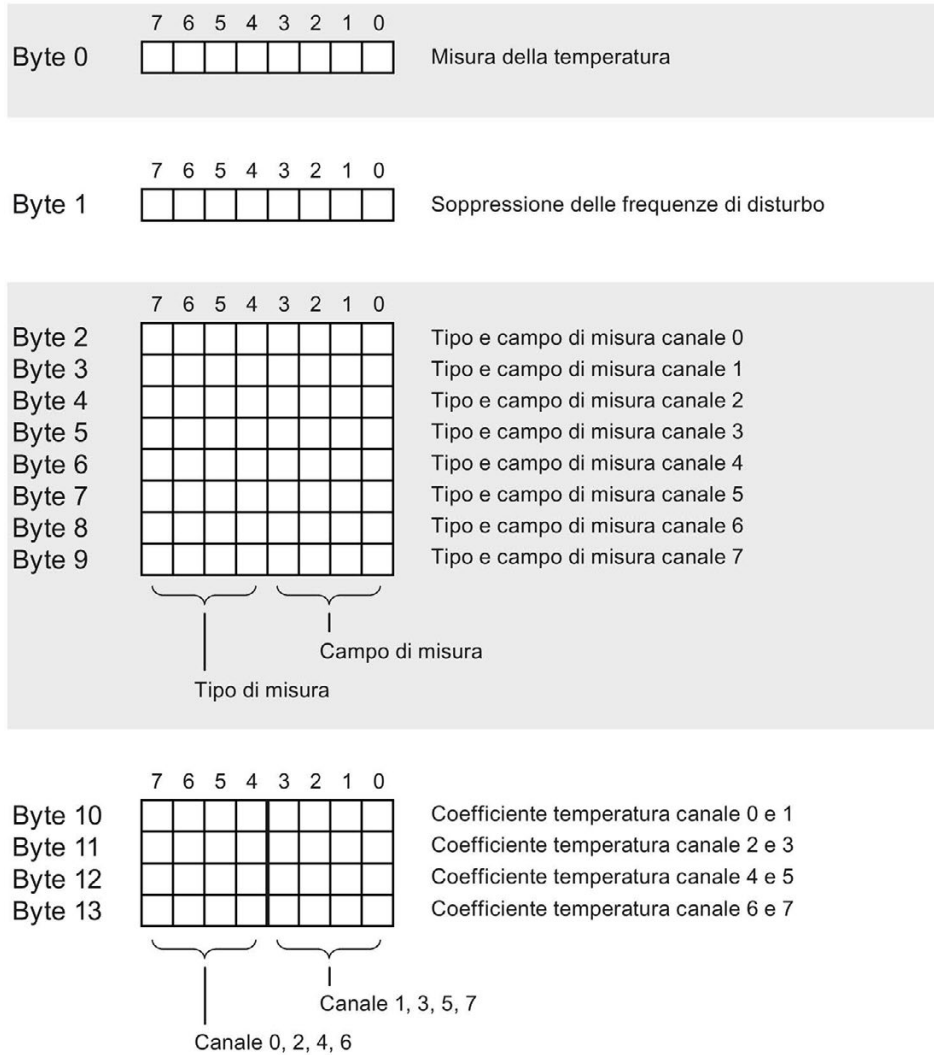 7 6 5 4 3 2 1 0
Byte 0 Misura della temperatura
7 6 5 4 3 2 1 0
Byte 1 Soppressione delle frequenze di disturbo
7 6 5 4 3 2 1 0
Byte 2 Tipo e campo di misura canale 0
Byte 3 Tipo e campo di misura canale 1
Byte 4 Tipo e campo di misura canale 2
Byte 5 Tipo e campo di misura canale 3
Byte 6 Tipo e campo di misura canale 4
Byte 7 Tipo e campo di misura canale 5
Byte 8 Tipo e campo di misura canale 6
Byte 9 Tipo e campo di misura canale 7
Campo di misura
Tipo di misura
7 6 5 4 3 2 1 0
Byte 10 Coefficiente temperatura canale 0 e 1
Byte 11 Coefficiente temperatura canale 2 e 3
Byte 12 Coefficiente temperatura canale 4 e 5
Byte 13 Coefficiente temperatura canale 6 e 7
Canale 1, 3, 5, 7
Canale 0, 2, 4, 6